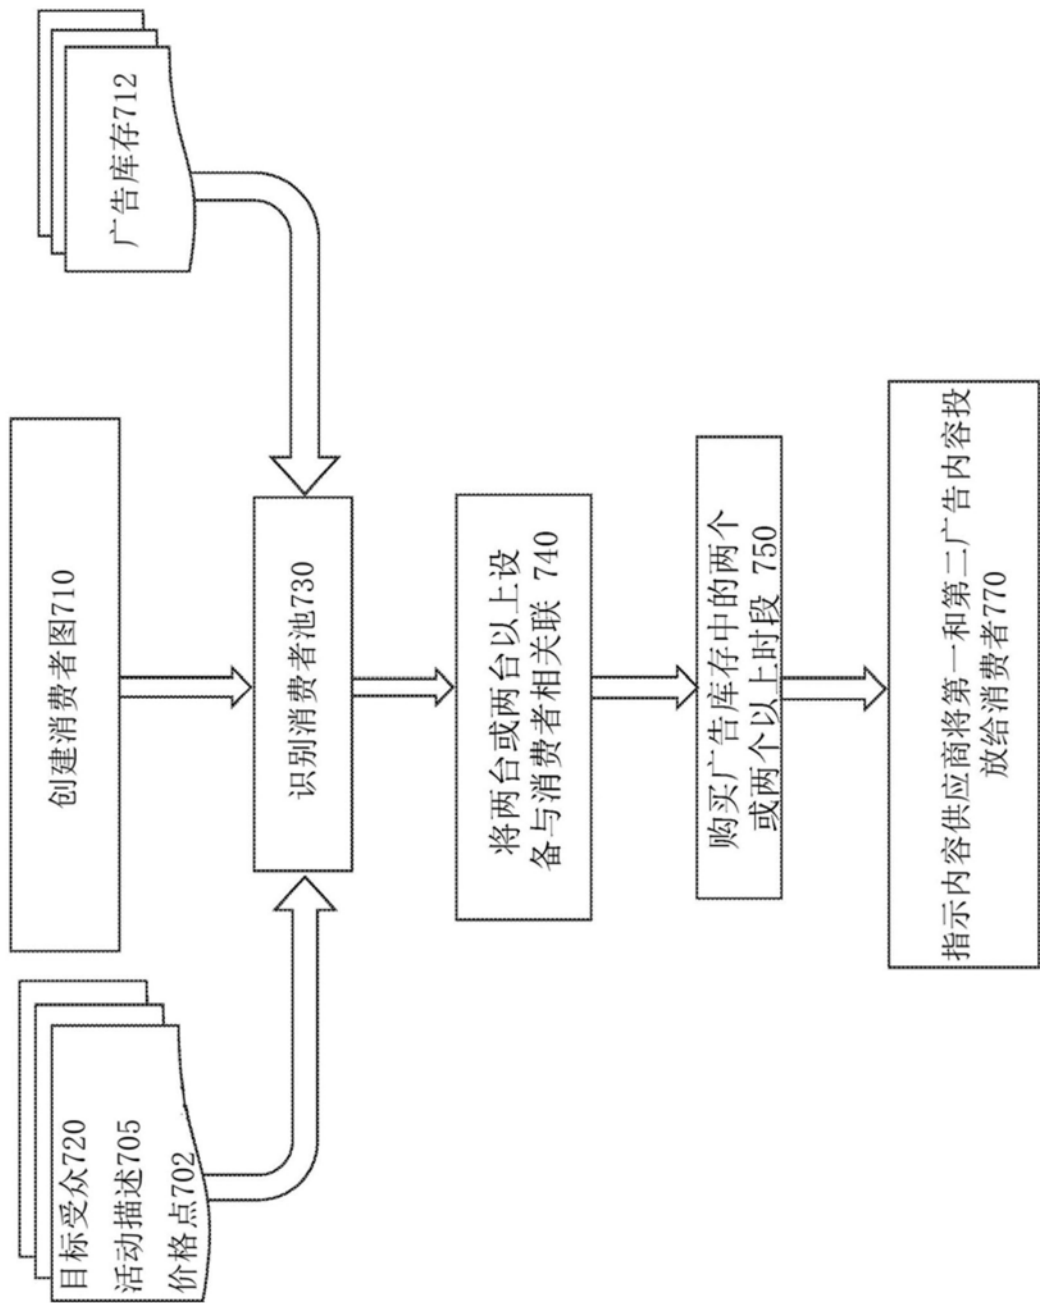 目标受众720
活动描述705
价格点702
创建消费者图710
广告库存712
识别消费者池730
将两台或两台以上设
备与消费者相关联 740
购买广告库存中的两个
或两个以上时段 750
指示内容供应商将第一和第二广告内容投
放给消费者770